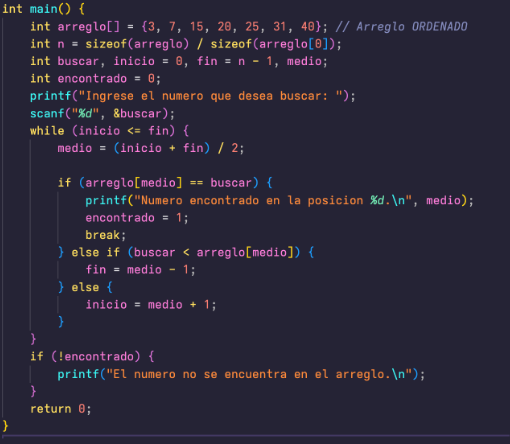 int main() {
    int arreglo[] = {3, 7, 15, 20, 25, 31, 40}; // Arreglo ORDENADO
    int n = sizeof(arreglo) / sizeof(arreglo[0]);
    int buscar, inicio = 0, fin = n - 1, medio;
    int encontrado = 0;
    printf("Ingrese el numero que desea buscar: ");
    scanf("%d", &buscar);
    while (inicio <= fin) {
        medio = (inicio + fin) / 2;

        if (arreglo[medio] == buscar) {
            printf("Numero encontrado en la posicion %d.\n", medio);
            encontrado = 1;
            break;
        } else if (buscar < arreglo[medio]) {
            fin = medio - 1;
        } else {
            inicio = medio + 1;
        }
    }
    if (!encontrado) {
        printf("El numero no se encuentra en el arreglo.\n");
    }
    return 0;
}